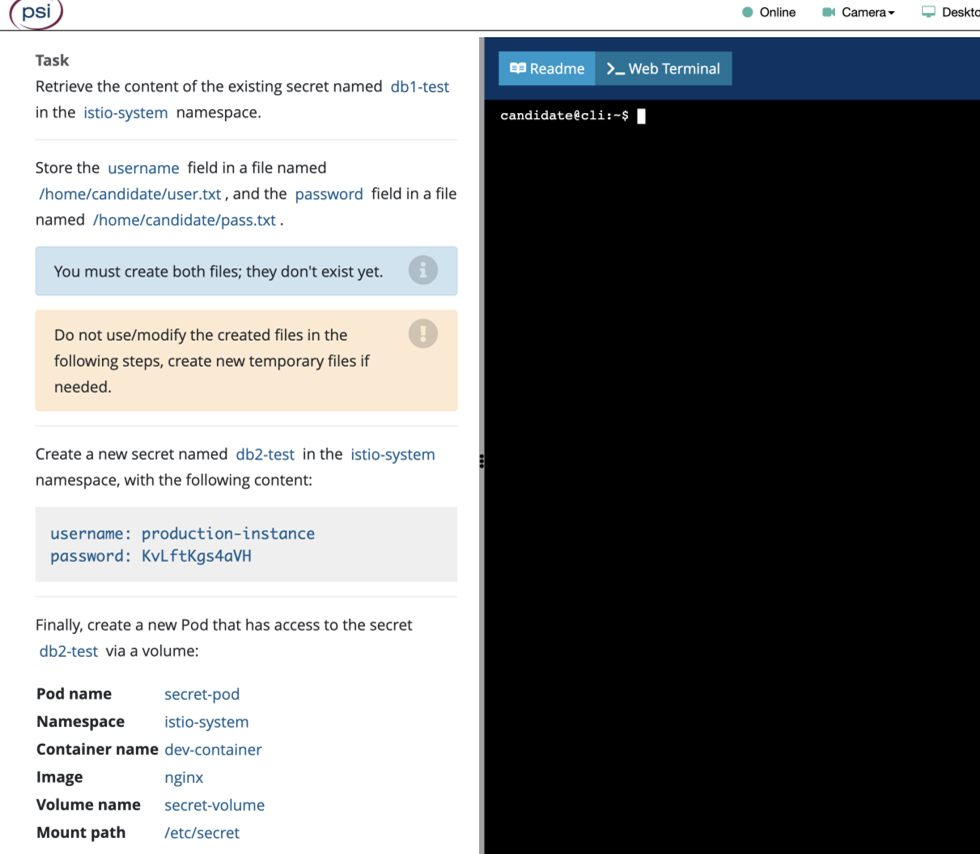 psi
Online Camera
Task
Retrieve the content of the existing secret named db1-test
in the istio-system namespace.
Store the username field in a file named
/home/candidate/user.txt , and the password field in a file
named /home/candidate/pass.txt .
You must create both files; they don't exist yet.
Do not use/modify the created files in the
following steps, create new temporary files if
needed.
Create a new secret named db2-test in the istio-system
namespace, with the following content:
username: production-instance
password: KvLftKgs4aVH
Finally, create a new Pod that has access to the secret
db2-test via a volume:
Pod name secret-pod
Namespace istio-system
Container name dev-container
Image nginx
Volume name secret-volume
Mount path /etc/secret
Readme >_ Web Terminal
candidate@cli:~$